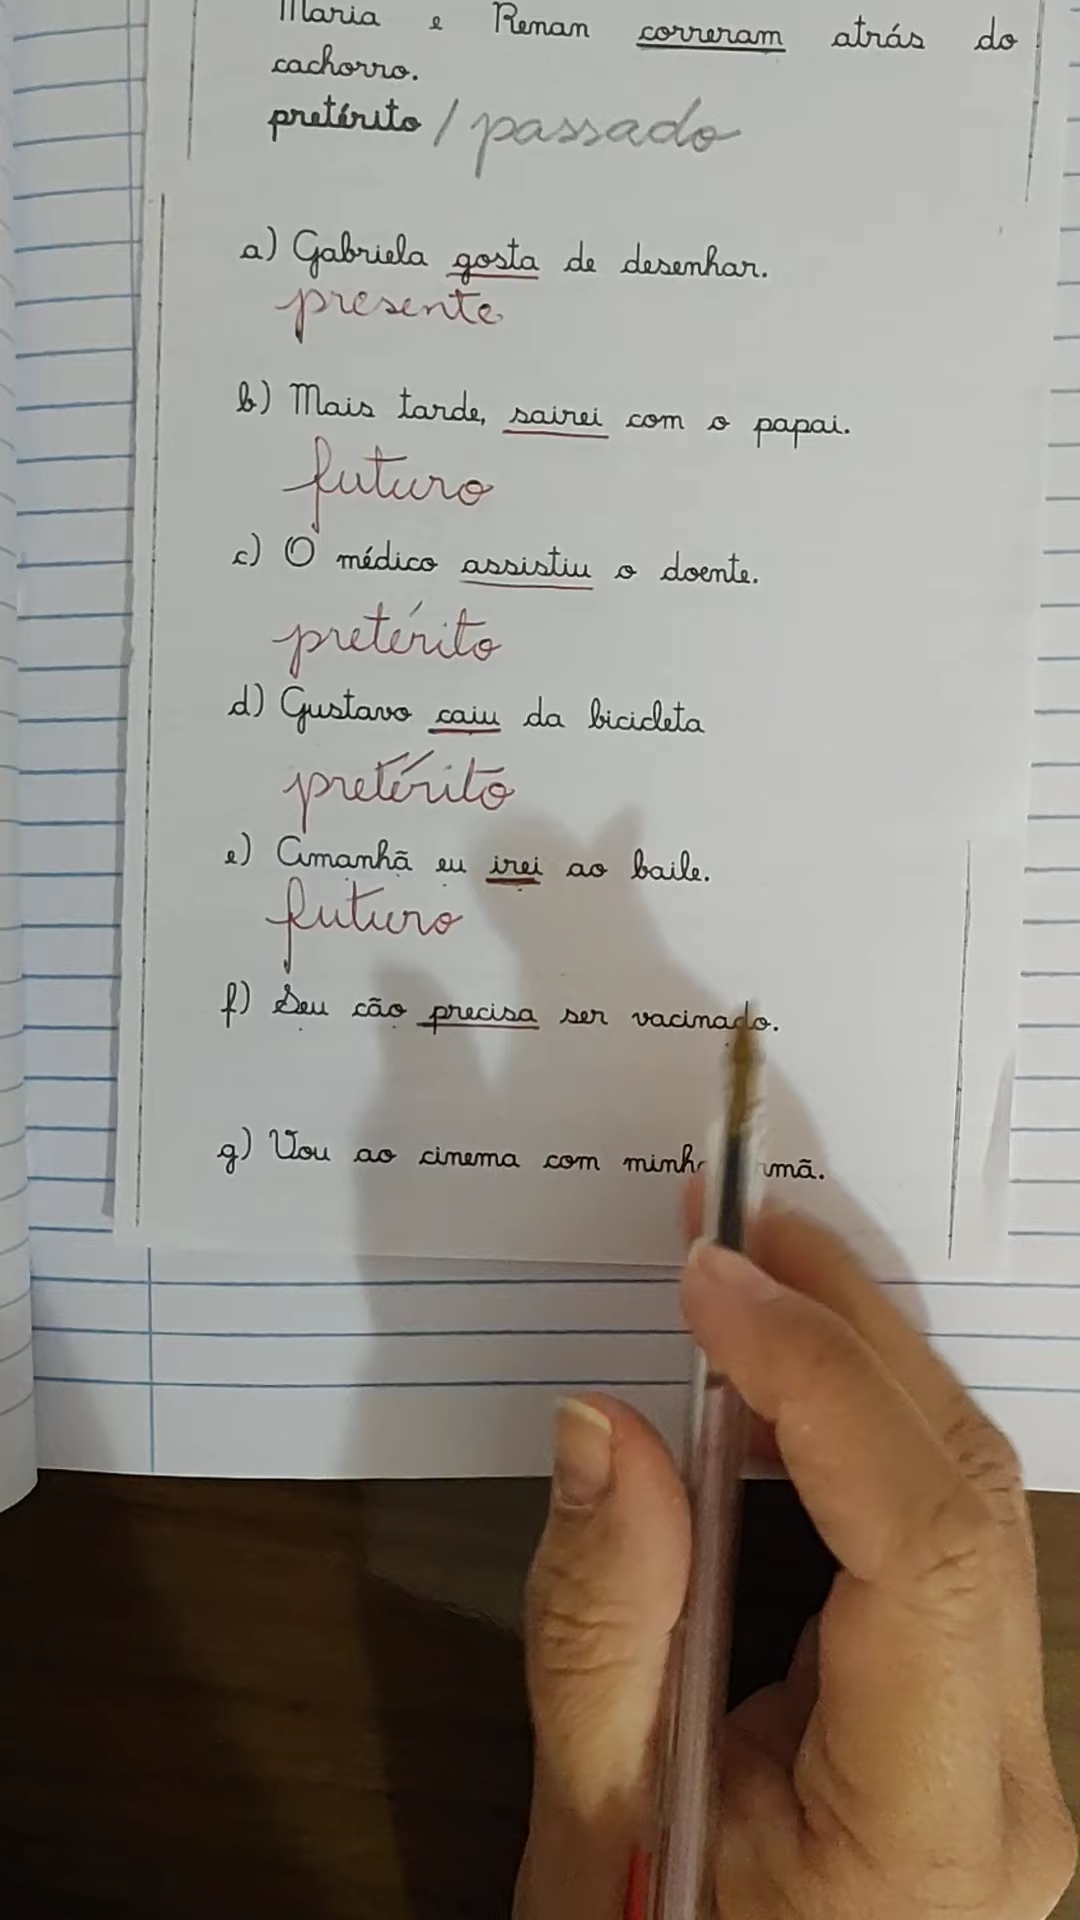 Maria e Renan correram atrás do
cachorro.
pretérito / passado
a) Gabriela gosta de desenhar.
presente
b) Mais tarde, sairei com o papai.
futuro
c) O médico assistiu o doente.
pretérito
d) Gustavo caiu da bicicleta
pretérito
e) Amanhã eu irei ao baile.
futuro
f) Seu cão precisa ser vacinado.
g) Vou ao cinema com